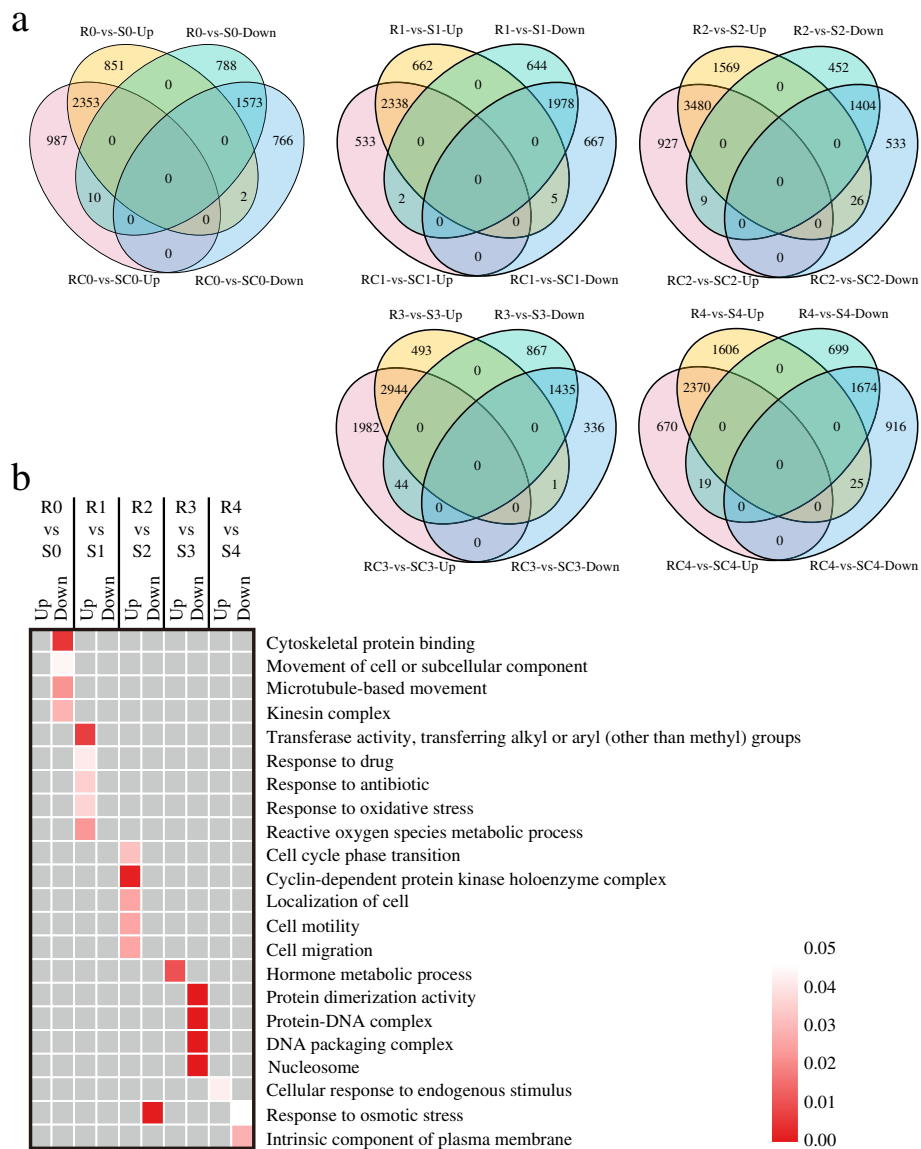 a
R0-vs-S0-Up
R0-vs-S0-Down
851
788
0
2353
1573
987
0
0
766
0
10
2
0
0
0
RC0-vs-SC0-Up
RC0-vs-SC0-Down
R1-vs-S1-Up
R1-vs-S1-Down
662
644
0
2338
1978
533
0
0
667
0
2
5
0
0
0
RC1-vs-SC1-Up
RC1-vs-SC1-Down
R2-vs-S2-Up
R2-vs-S2-Down
1569
452
0
3480
1404
927
0
0
533
0
9
26
0
0
0
RC2-vs-SC2-Up
RC2-vs-SC2-Down
R3-vs-S3-Up
R3-vs-S3-Down
493
867
0
2944
1435
1982
0
0
336
0
44
1
0
0
0
RC3-vs-SC3-Up
RC3-vs-SC3-Down
R4-vs-S4-Up
R4-vs-S4-Down
1606
699
0
2370
1674
670
0
0
916
0
19
25
0
0
0
RC4-vs-SC4-Up
RC4-vs-SC4-Down
b
R0 R1 R2 R3 R4
vs vs vs vs vs
S0 S1 S2 S3 S4
Up Down Up Down Up Down Up Down Up Down
Cytoskeletal protein binding
Movement of cell or subcellular component
Microtubule-based movement
Kinesin complex
Transferase activity, transferring alkyl or aryl (other than methyl) groups
Response to drug
Response to antibiotic
Response to oxidative stress
Reactive oxygen species metabolic process
Cell cycle phase transition
Cyclin-dependent protein kinase holoenzyme complex
Localization of cell
Cell motility
Cell migration
Hormone metabolic process
Protein dimerization activity
Protein-DNA complex
DNA packaging complex
Nucleosome
Cellular response to endogenous stimulus
Response to osmotic stress
Intrinsic component of plasma membrane
0.05
0.04
0.03
0.02
0.01
0.00